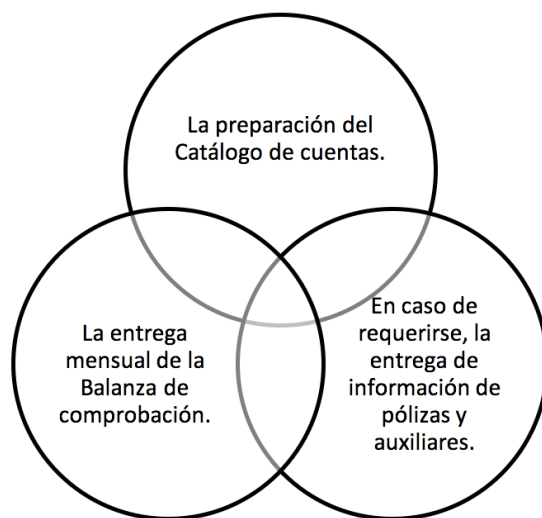 La preparación del
Catálogo de cuentas.
La entrega
mensual de la
Balanza de
comprobación.
En caso de
requerirse, la
entrega de
información de
pólizas y
auxiliares.